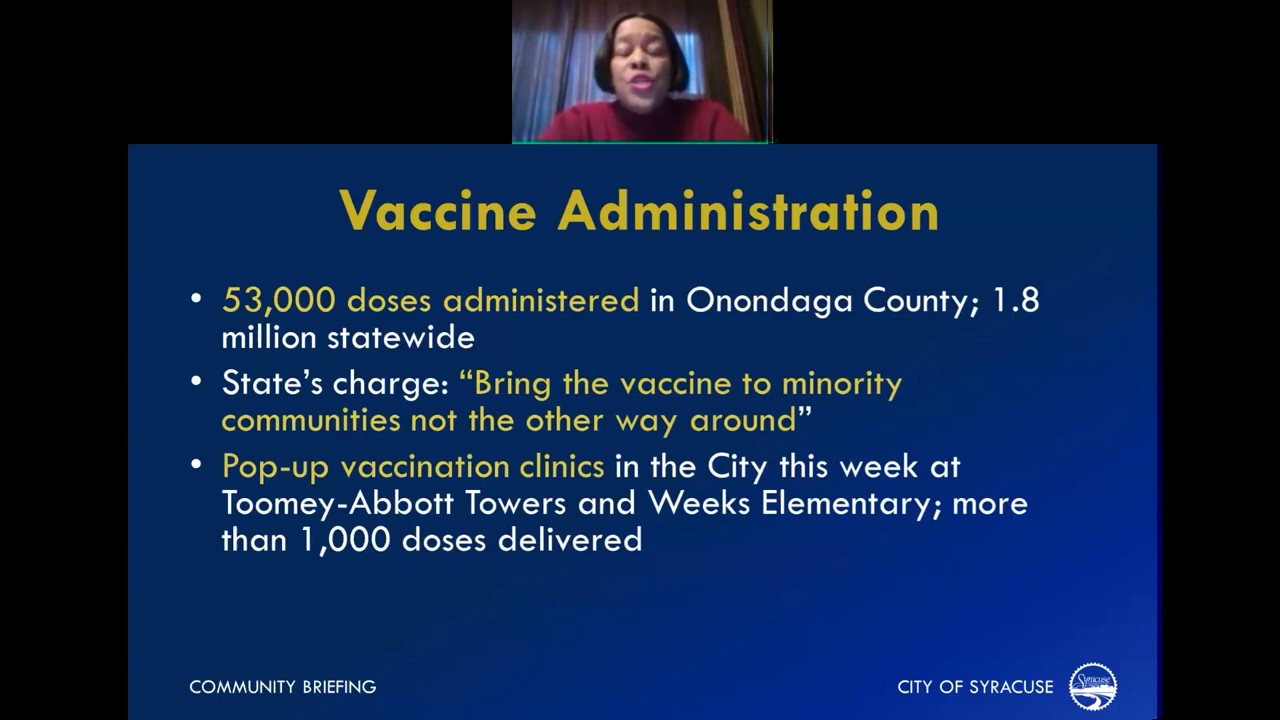 Vaccine Administration
• 53,000 doses administered in Onondaga County; 1.8
million statewide
• State’s charge: “Bring the vaccine to minority
communities not the other way around”
• Pop-up vaccination clinics in the City this week at
Toomey-Abbott Towers and Weeks Elementary; more
than 1,000 doses delivered
COMMUNITY BRIEFING
CITY OF SYRACUSE
Syracuse